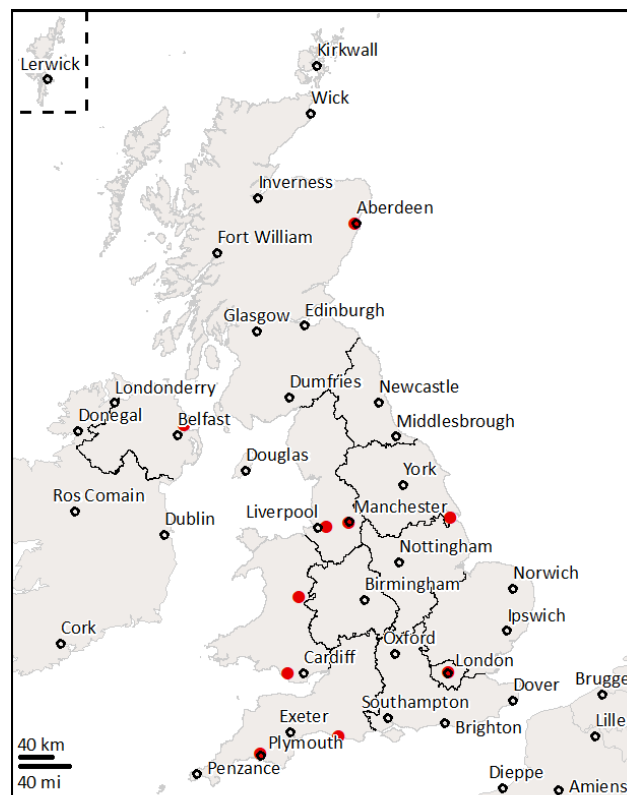 Kirkwall
Lerwick
Wick
Inverness
Aberdeen
Fort William
Glasgow
Edinburgh
Londonderry
Dumfries
Newcastle
Donegal
Belfast
Middlesbrough
Douglas
York
Ros Comain
Liverpool
Manchester
Dublin
Nottingham
Birmingham
Norwich
Cork
Ipswich
Oxford
Cardiff
London
Dover
Brugge
Southampton
Exeter
Brighton
Lille
Plymouth
40 km
Penzance
40 mi
Dieppe
Amiens